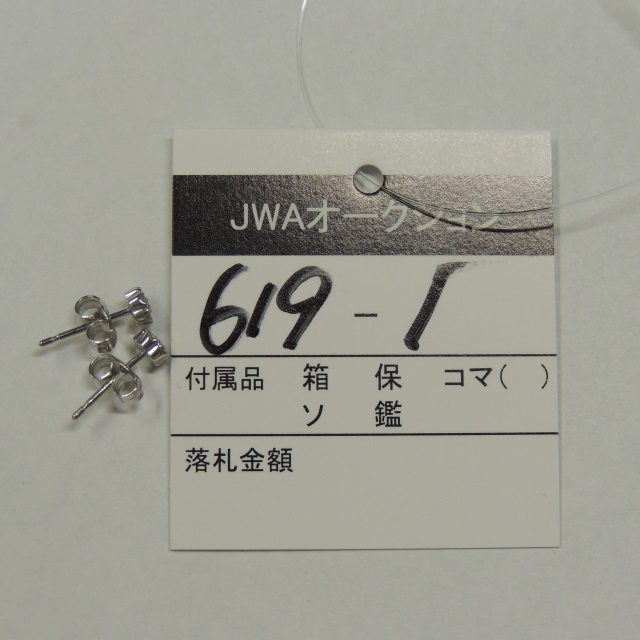 JWAオークション
619-1
付属品 箱 保 コマ( )
ソ 鑑
落札金額